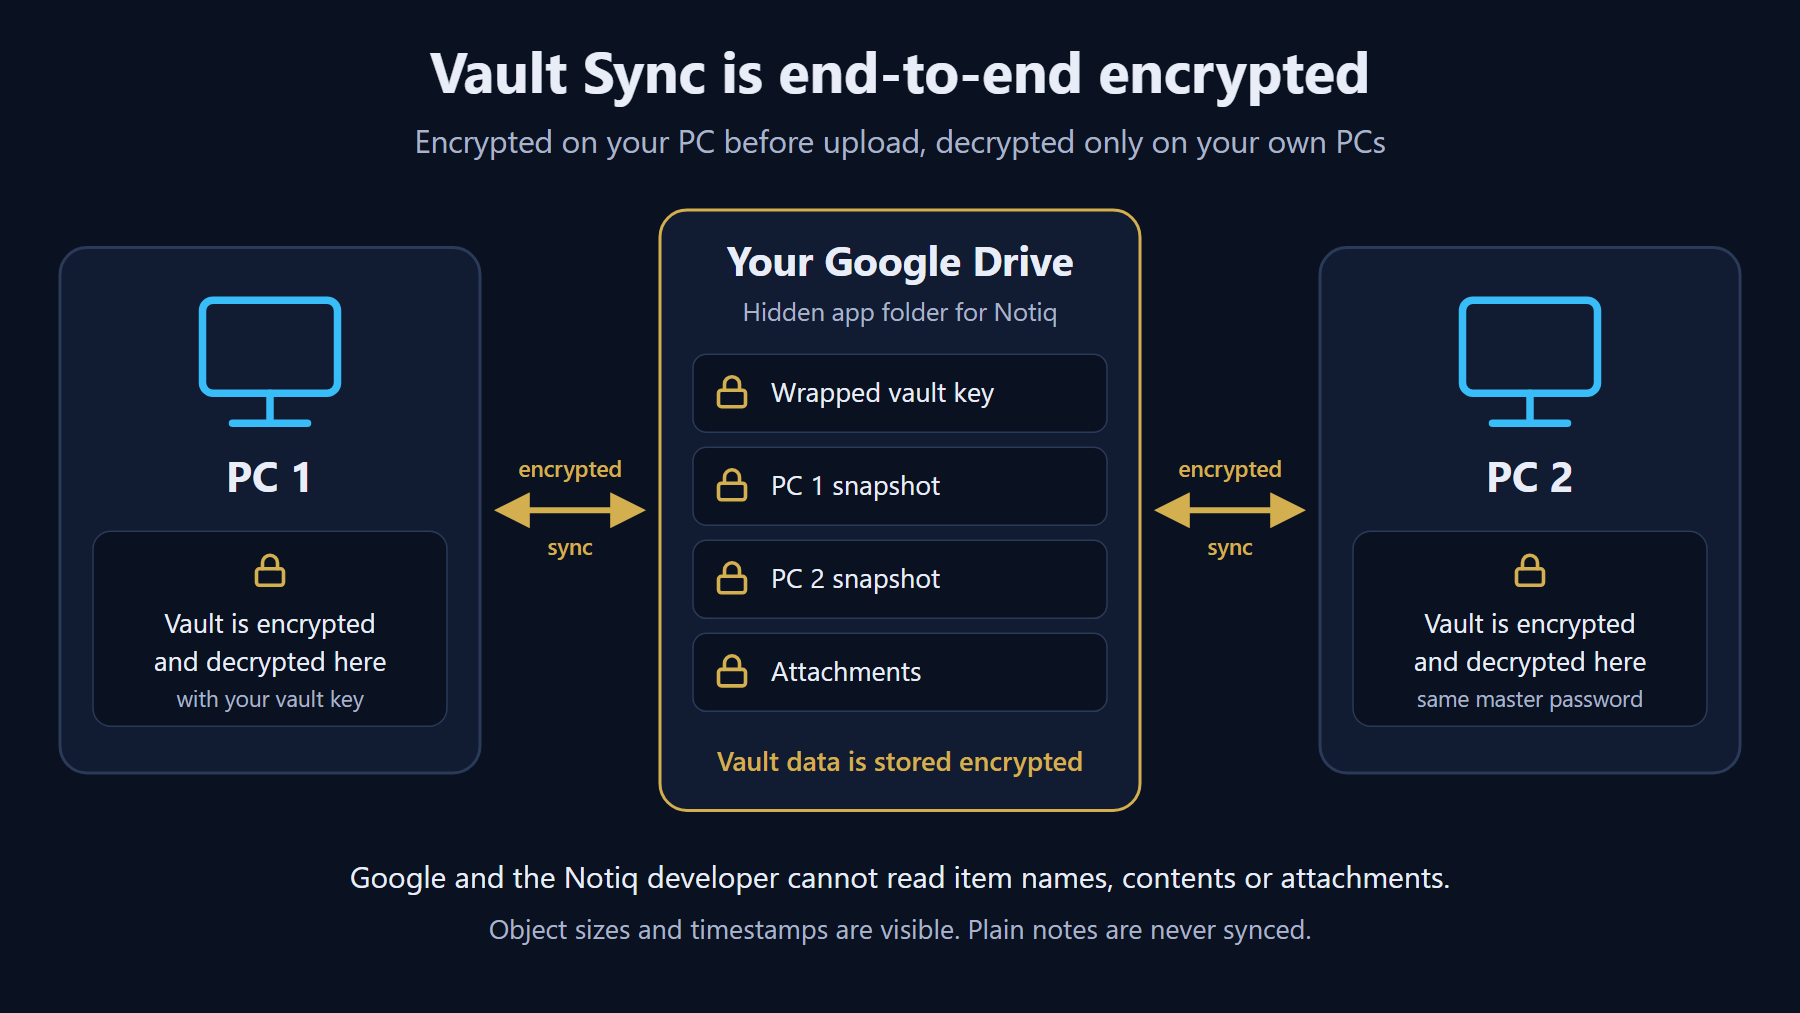 Vault Sync is end-to-end encrypted
Encrypted on your PC before upload, decrypted only on your own PCs
PC 1
Vault is encrypted
and decrypted here
with your vault key
encrypted
sync
Your Google Drive
Hidden app folder for Notiq
Wrapped vault key
PC 1 snapshot
PC 2 snapshot
Attachments
Vault data is stored encrypted
encrypted
sync
PC 2
Vault is encrypted
and decrypted here
same master password
Google and the Notiq developer cannot read item names, contents or attachments.
Object sizes and timestamps are visible. Plain notes are never synced.